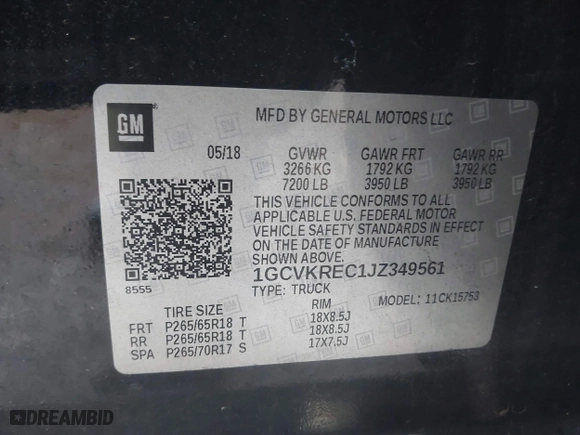 GM
MFD BY GENERAL MOTORS LLC
05/18 GVWR GAWR FRT GAWR RR
3266 KG 1792 KG 1792 KG
7200 LB 3950 LB 3950 LB
THIS VEHICLE CONFORMS TO ALL
APPLICABLE U.S. FEDERAL MOTOR
VEHICLE SAFETY STANDARDS IN EFFECT
ON THE DATE OF MANUFACTURE
SHOWN ABOVE.
1GCVKREC1JZ349561
8555
TYPE: TRUCK MODEL: 11CK15753
TIRE SIZE RIM
FRT P265/65R18 T 18X8.5J
RR P265/65R18 T 18X8.5J
SPA P265/70R17 S 17X7.5J
DREAMBID